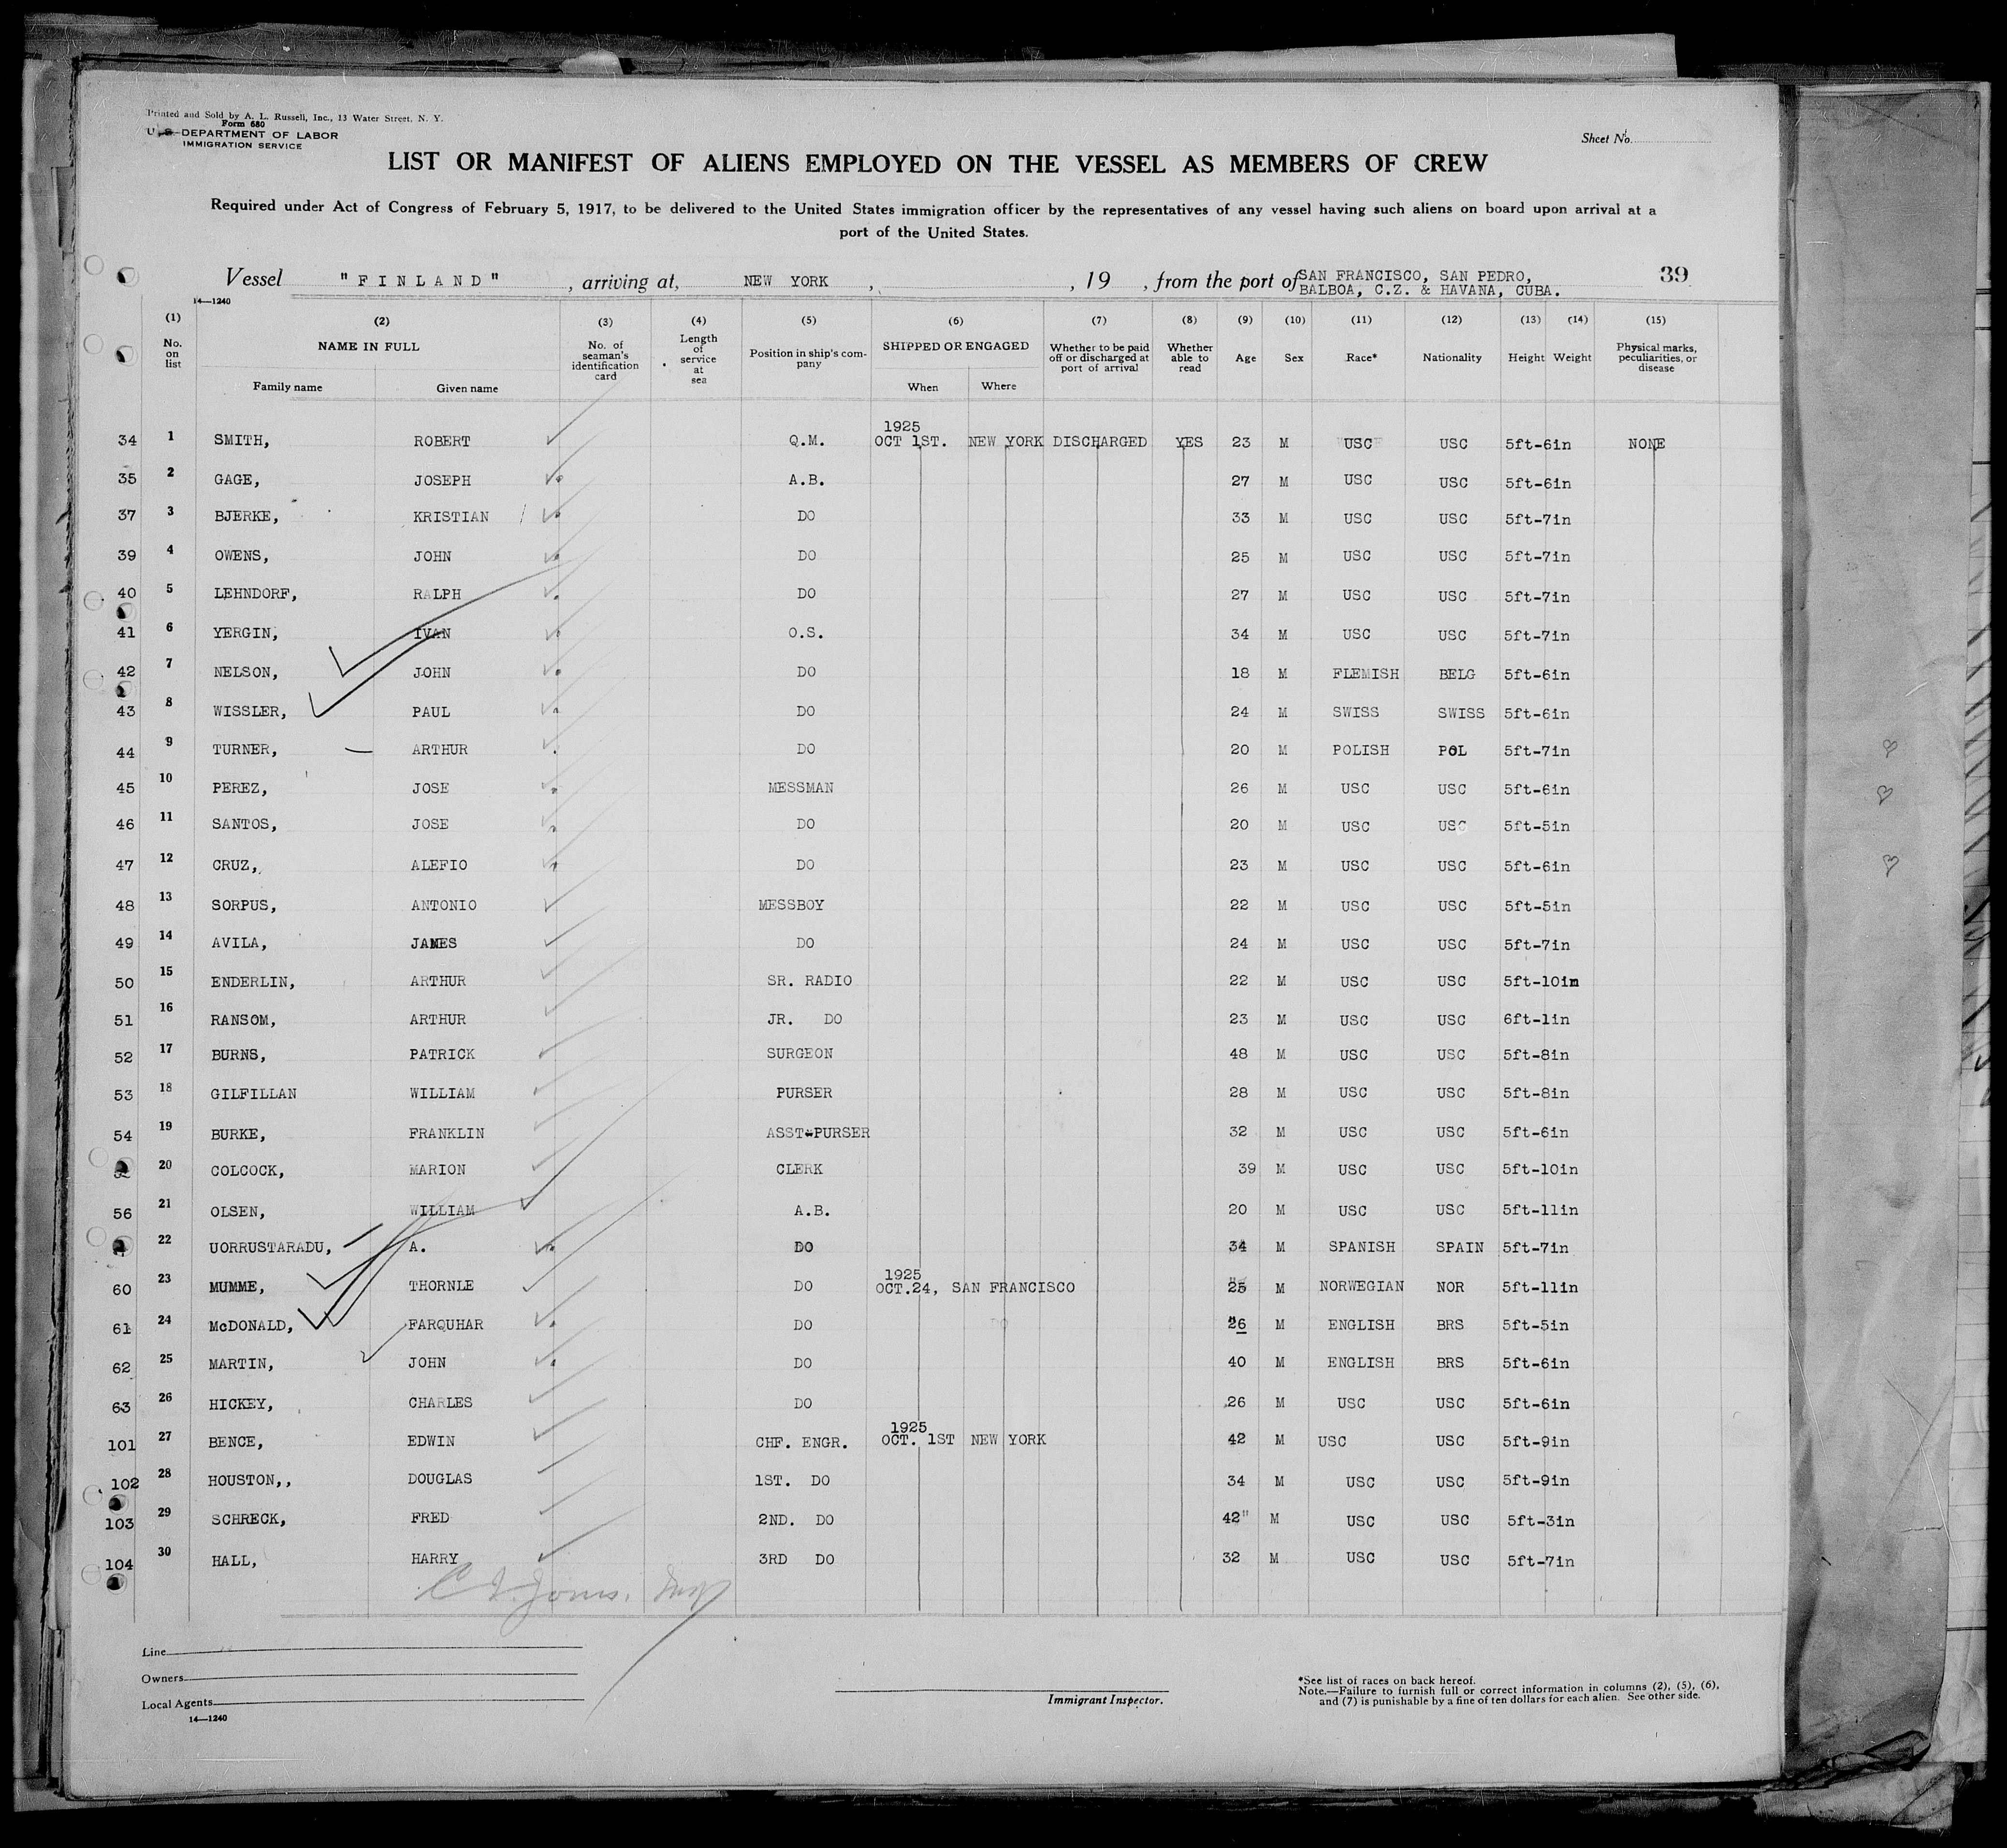 Printed and Sold by A. L. Russell, Inc., 13 Water Street, N. Y.
Form 680
U. S. DEPARTMENT OF LABOR
IMMIGRATION SERVICE
Sheet No.
LIST OR MANIFEST OF ALIENS EMPLOYED ON THE VESSEL AS MEMBERS OF CREW
Required under Act of Congress of February 5, 1917, to be delivered to the United States immigration officer by the representatives of any vessel having such aliens on board upon arrival at a
port of the United States.
Vessel "FINLAND", arriving at, NEW YORK, , 19 , from the port of SAN FRANCISCO, SAN PEDRO, 39
BALBOA, C.Z. & HAVANA, CUBA.
14—1240
(1) (2) (3) (4) (5) (6) (7) (8) (9) (10) (11) (12) (13) (14) (15)
No. on list NAME IN FULL No. of seaman's identification card Length of service at sea Position in ship's company SHIPPED OR ENGAGED Whether to be paid off or discharged at port of arrival Whether able to read Age Sex Race* Nationality Height Weight Physical marks, peculiarities, or disease
Family name Given name When Where
1925
34 1 SMITH, ROBERT Q.M. OCT 1ST. NEW YORK DISCHARGED YES 23 M USC USC 5ft-6in NONE
35 2 GAGE, JOSEPH A.B. 27 M USC USC 5ft-6in
37 3 BJERKE, KRISTIAN DO 33 M USC USC 5ft-7in
39 4 OWENS, JOHN DO 25 M USC USC 5ft-7in
40 5 LEHNDORF, RALPH DO 27 M USC USC 5ft-7in
41 6 YERGIN, IVAN O.S. 34 M USC USC 5ft-7in
42 7 NELSON, JOHN DO 18 M FLEMISH BELG 5ft-6in
43 8 WISSLER, PAUL DO 24 M SWISS SWISS 5ft-6in
44 9 TURNER, ARTHUR DO 20 M POLISH POL 5ft-7in
45 10 PEREZ, JOSE MESSMAN 26 M USC USC 5ft-6in
46 11 SANTOS, JOSE DO 20 M USC USC 5ft-5in
47 12 CRUZ, ALEFIO DO 23 M USC USC 5ft-6in
48 13 SORPUS, ANTONIO MESSBOY 22 M USC USC 5ft-5in
49 14 AVILA, JAMES DO 24 M USC USC 5ft-7in
50 15 ENDERLIN, ARTHUR SR. RADIO 22 M USC USC 5ft-10in
51 16 RANSOM, ARTHUR JR. DO 23 M USC USC 6ft-1in
52 17 BURNS, PATRICK SURGEON 48 M USC USC 5ft-8in
53 18 GILFILLAN WILLIAM PURSER 28 M USC USC 5ft-8in
54 19 BURKE, FRANKLIN ASST-PURSER 32 M USC USC 5ft-6in
20 COLCOCK, MARION CLERK 39 M USC USC 5ft-10in
56 21 OLSEN, WILLIAM A.B. 20 M USC USC 5ft-11in
22 UORRUSTARADU, A. DO 34 M SPANISH SPAIN 5ft-7in
1925
60 23 MUMME, THORNLE DO OCT.24, SAN FRANCISCO 25 M NORWEGIAN NOR 5ft-11in
61 24 McDONALD, FARQUHAR DO DO 26 M ENGLISH BRS 5ft-5in
62 25 MARTIN, JOHN DO 40 M ENGLISH BRS 5ft-6in
63 26 HICKEY, CHARLES DO 26 M USC USC 5ft-6in
1925
101 27 BENCE, EDWIN CHF. ENGR. OCT. 1ST NEW YORK 42 M USC USC 5ft-9in
102 28 HOUSTON,, DOUGLAS 1ST. DO 34 M USC USC 5ft-9in
103 29 SCHRECK, FRED 2ND. DO 42" M USC USC 5ft-3in
104 30 HALL, HARRY 3RD DO 32 M USC USC 5ft-7in
Line
Owners
Local Agents
14—1240
Immigrant Inspector.
*See list of races on back hereof.
Note.—Failure to furnish full or correct information in columns (2), (5), (6),
and (7) is punishable by a fine of ten dollars for each alien. See other side.